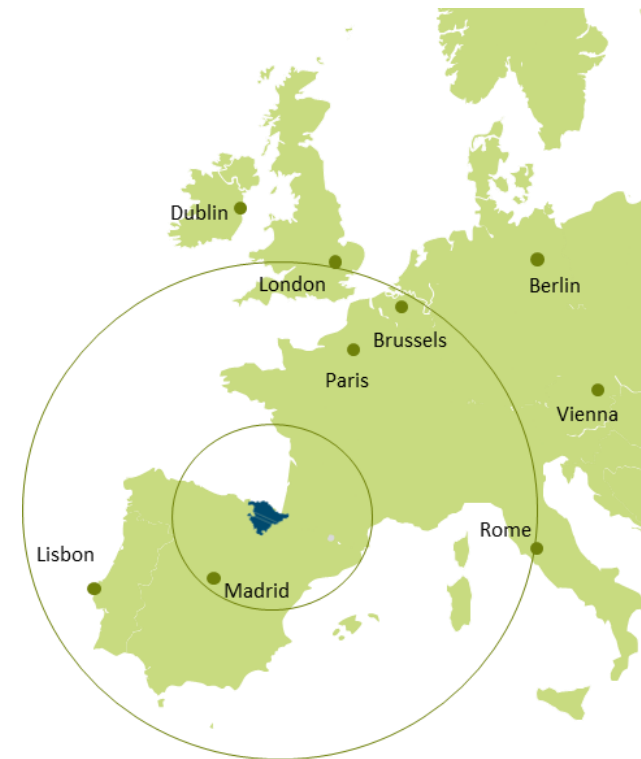 Dublin
London
Berlin
Brussels
Paris
Vienna
Rome
Lisbon
Madrid